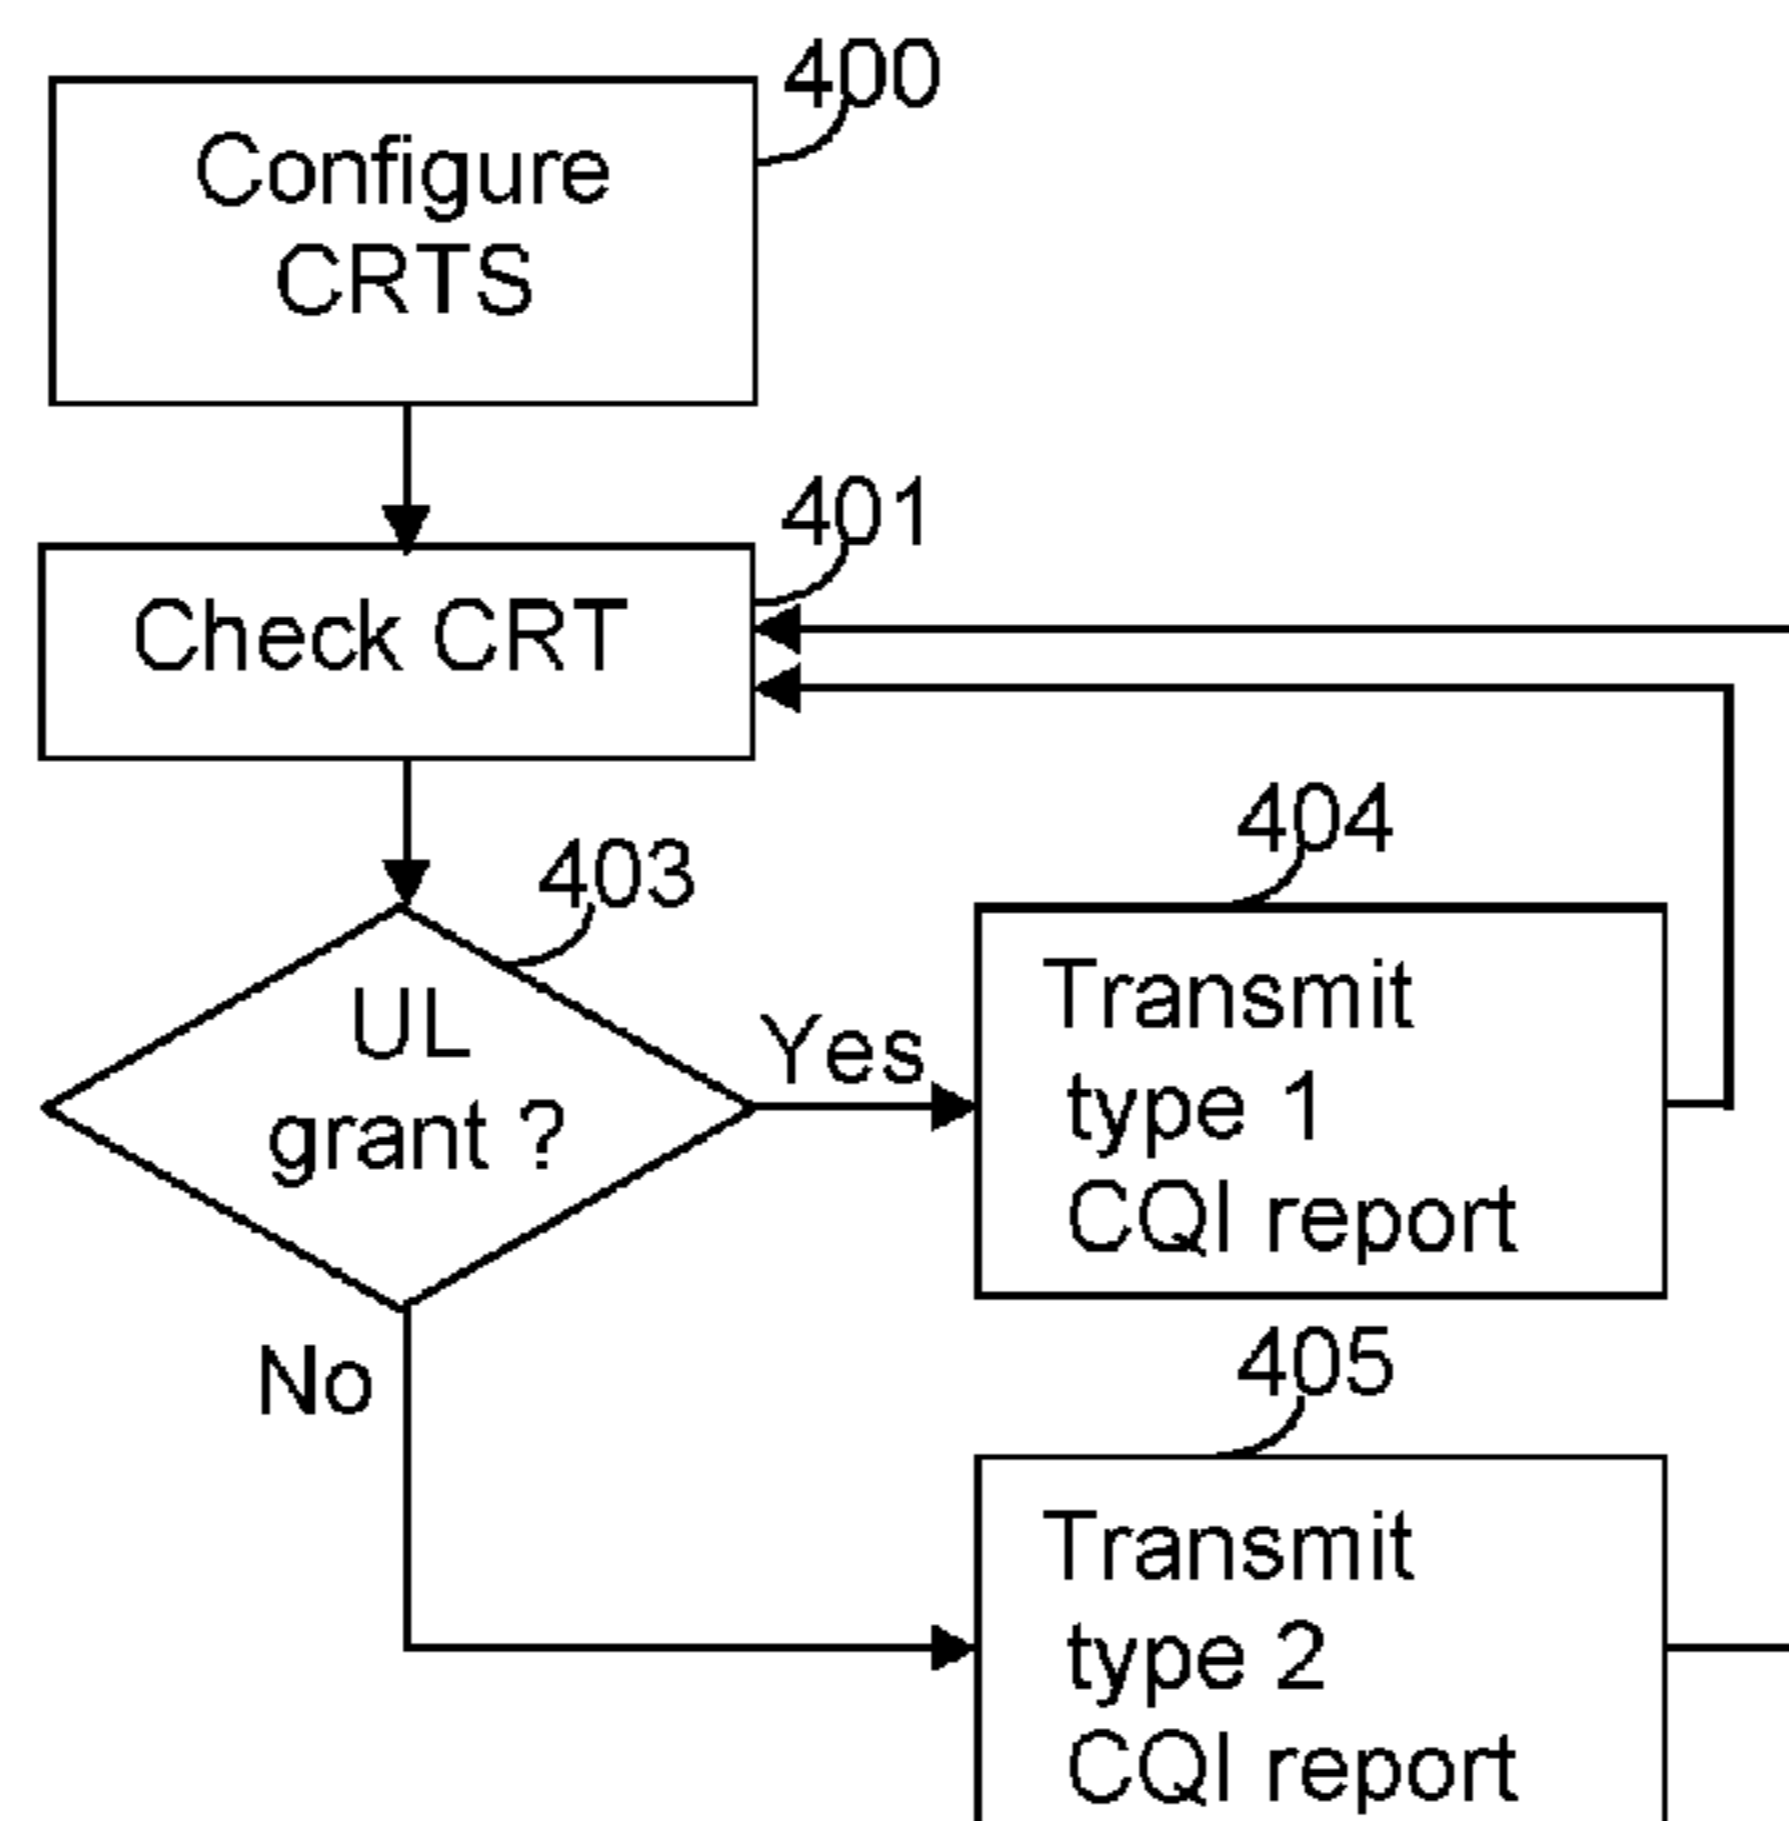 400
Configure
CRTS
401
Check CRT
403
UL
grant ?
Yes
404
Transmit
type 1
CQI report
No
405
Transmit
type 2
CQI report